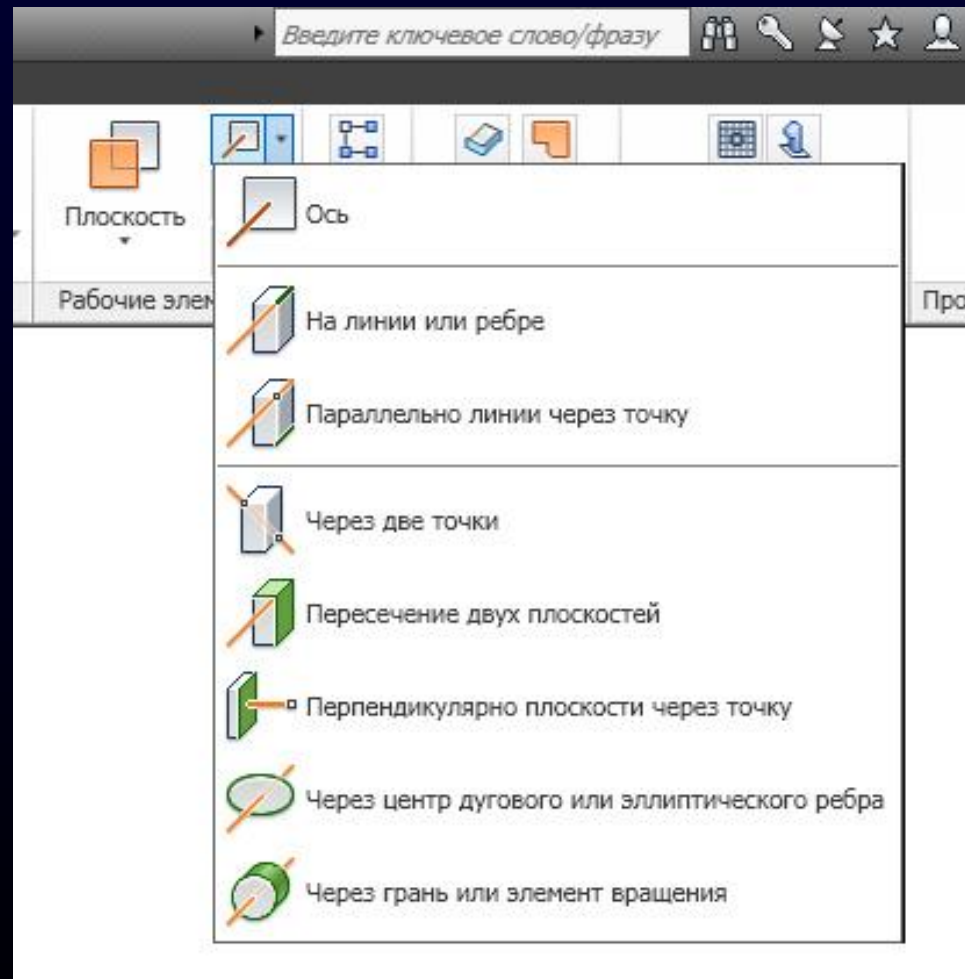 Введите ключевое слово/фразу
Плоскость
Рабочие элем
Про
Ось
На линии или ребре
Параллельно линии через точку
Через две точки
Пересечение двух плоскостей
Перпендикулярно плоскости через точку
Через центр дугового или эллиптического ребра
Через грань или элемент вращения